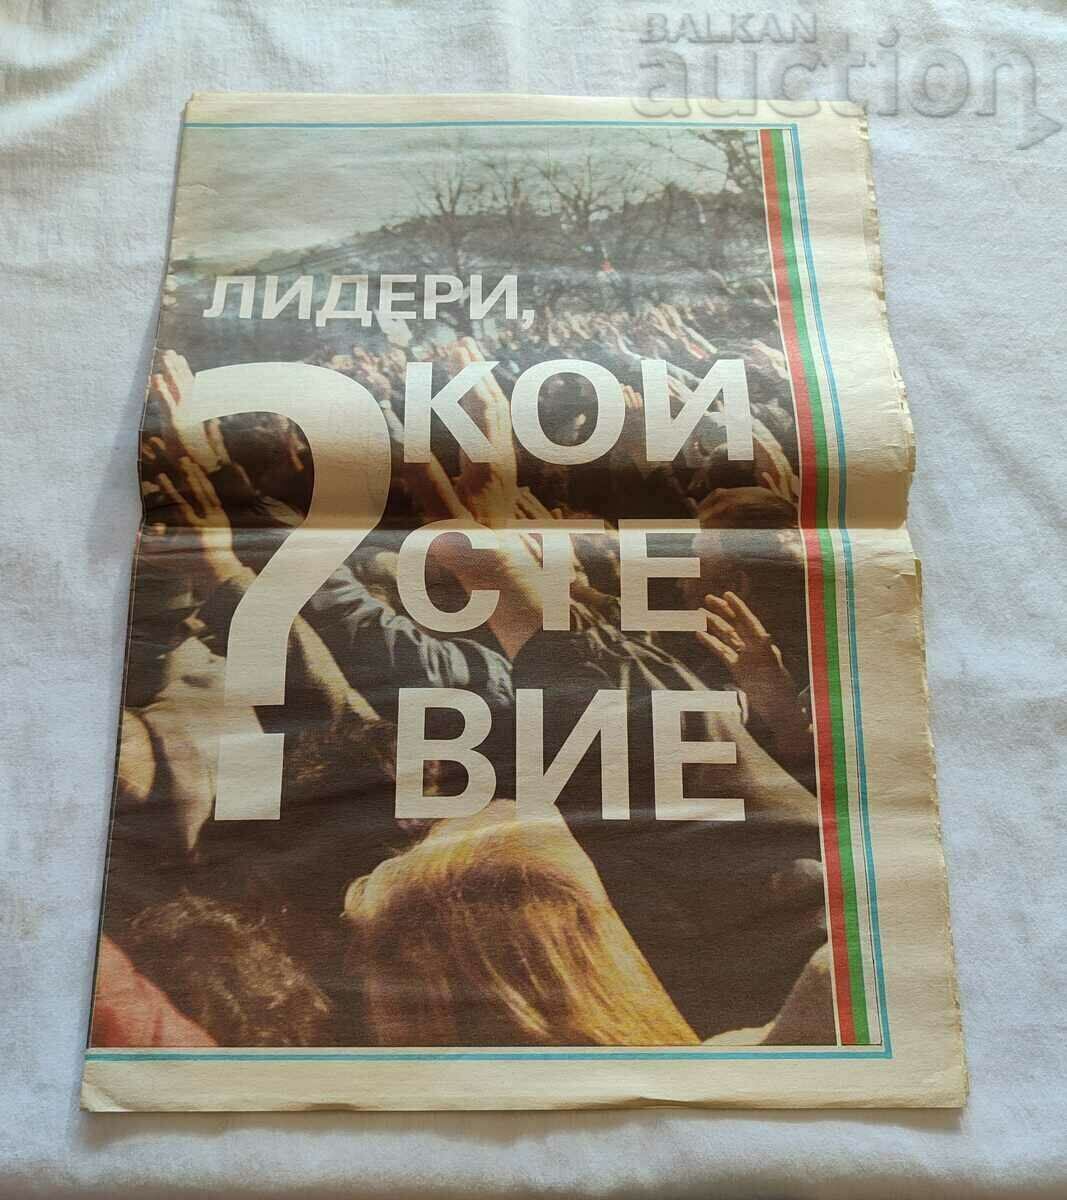 BALKAN
auction
ЛИДЕРИ,
КОИ
СТЕ
ВИЕ
?